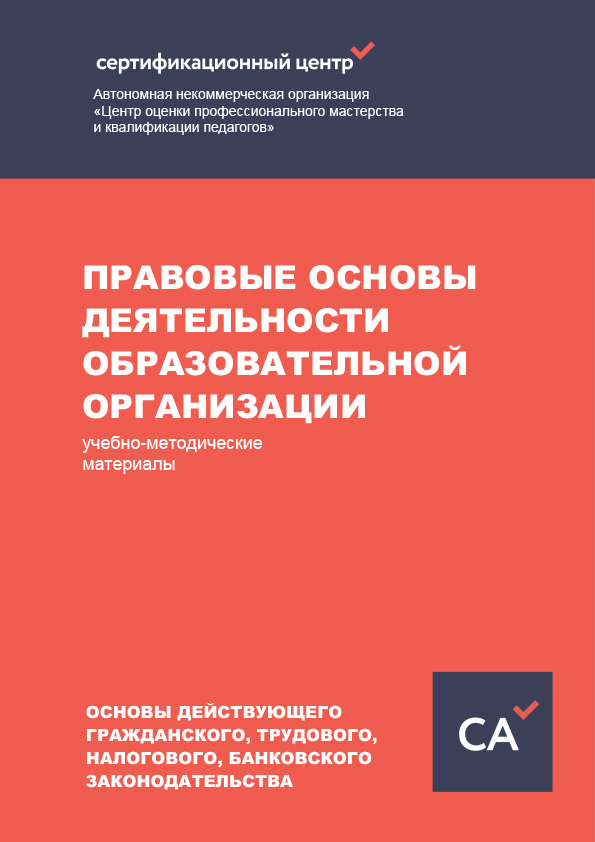 сертификационный центр
Автономная некоммерческая организация
«Центр оценки профессионального мастерства
и квалификации педагогов»
ПРАВОВЫЕ ОСНОВЫ
ДЕЯТЕЛЬНОСТИ
ОБРАЗОВАТЕЛЬНОЙ
ОРГАНИЗАЦИИ
учебно-методические
материалы
ОСНОВЫ ДЕЙСТВУЮЩЕГО
ГРАЖДАНСКОГО, ТРУДОВОГО,
НАЛОГОВОГО, БАНКОВСКОГО
ЗАКОНОДАТЕЛЬСТВА
СА